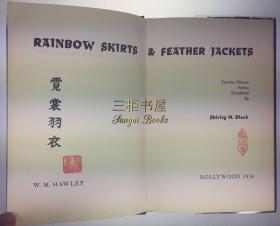 RAINBOW SKIRTS & FEATHER JACKETS
霓裳羽衣
Twenty Chinese
Poems
Translated
By
Shirley M. Black
W. M. HAWLEY
HOLLYWOOD 1956
三柜书屋
Sangui Books